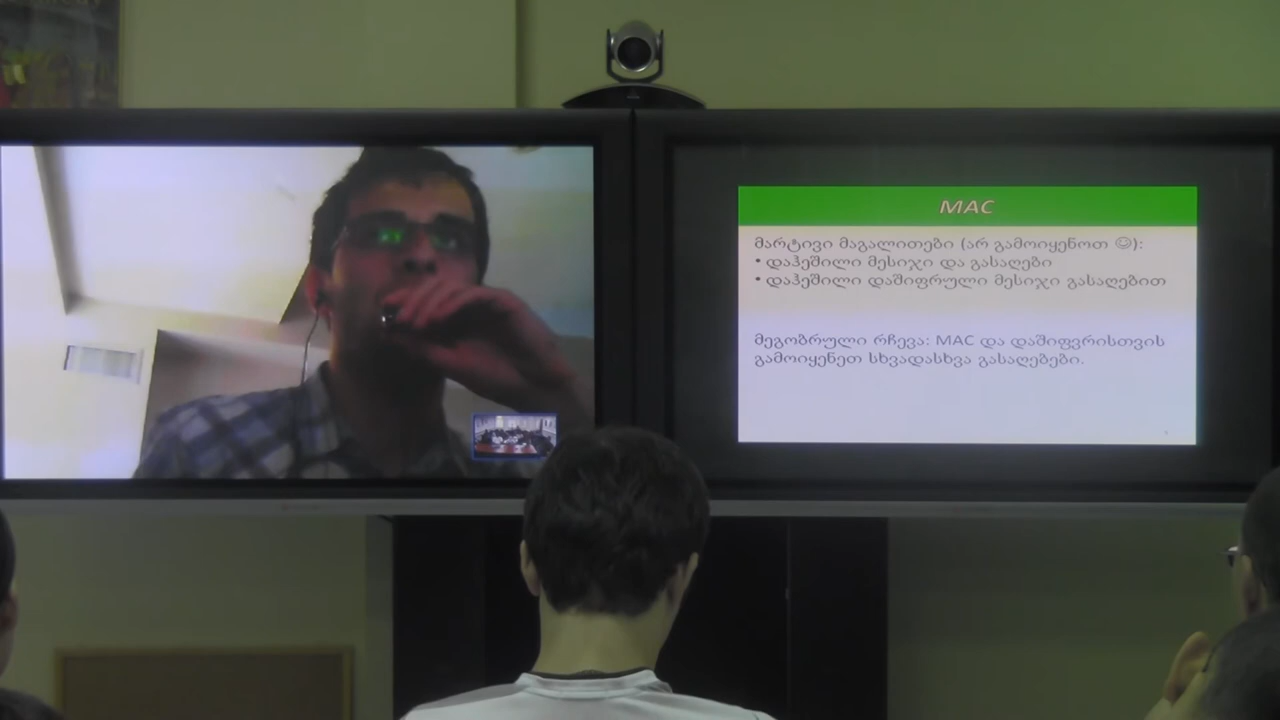 MAC
მარტივი მაგალითები (არ გამოიყენოთ ☺):
• დაჰეშილი მესიჯი და გასაღები
• დაჰეშილი დაშიფრული მესიჯი გასაღებით
მეგობრული რჩევა: MAC და დაშიფვრისთვის
გამოიყენეთ სხვადასხვა გასაღებები.